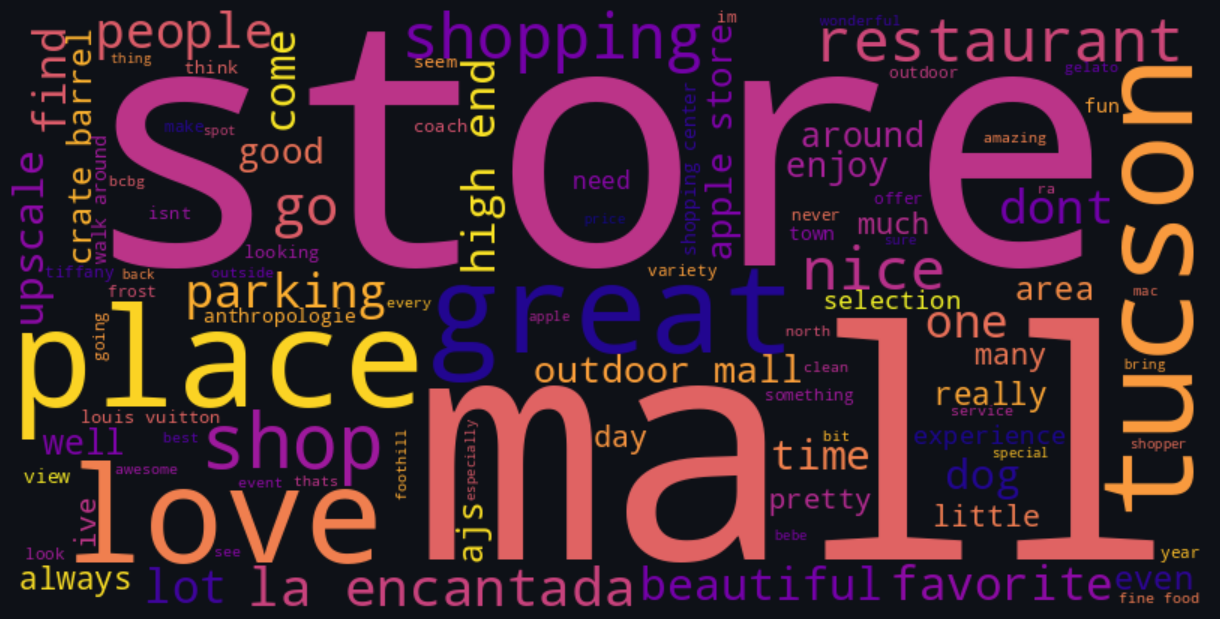 people
shopping
im
wonderful
restaurant
find
crate barrel
thing
think
come
seem
high end
apple store
outdoor
gelato
tucson
store
make
spot
coach
shopping center
around
amazing
fun
upscale
walk around
good
enjoy
bcbg
need
ra
isnt
go
offer
dont
never
much
town
sure
looking
nice
tiffany
back
outside
variety
frost
parking
every
great
selection
area
mac
anthropologie
apple
going
place
north
one
many
outdoor mall
clean
bring
something
really
louis vuitton
service
well
best
shop
foothill
especially
mall
day
bit
experience
shopper
time
special
view
awesome
dog
event
thats
live
love
pretty
little
ajs
bebe
look
see
year
always
lot
la encantada
beautiful
favorite
even
fine food